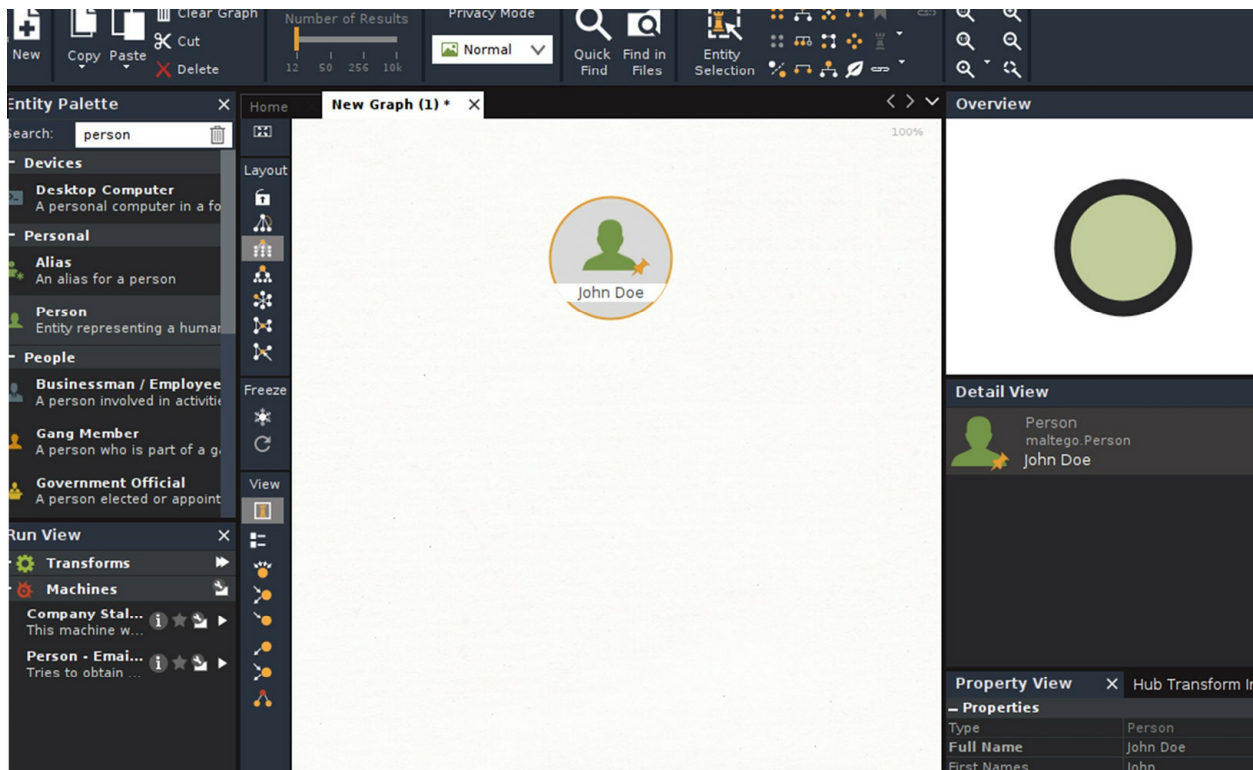 Clear Graph
Number of Results
Privacy Mode
New
Copy
Paste
Cut
Delete
12 50 256 10k
Normal
Quick Find
Find in Files
Entity Selection
Entity Palette
Search: person
Devices
Desktop Computer
A personal computer in a fo
Personal
Alias
An alias for a person
Person
Entity representing a human
People
Businessman / Employee
A person involved in activitie
Gang Member
A person who is part of a ga
Government Official
A person elected or appoint
Run View
Transforms
Machines
Company Stal...
This machine w...
Person - Emai...
Tries to obtain ...
Home
New Graph (1) *
Layout
Freeze
View
100%
John Doe
Overview
Detail View
Person
maltego.Person
John Doe
Property View
Hub Transform In
Properties
Type Person
Full Name John Doe
First Names John